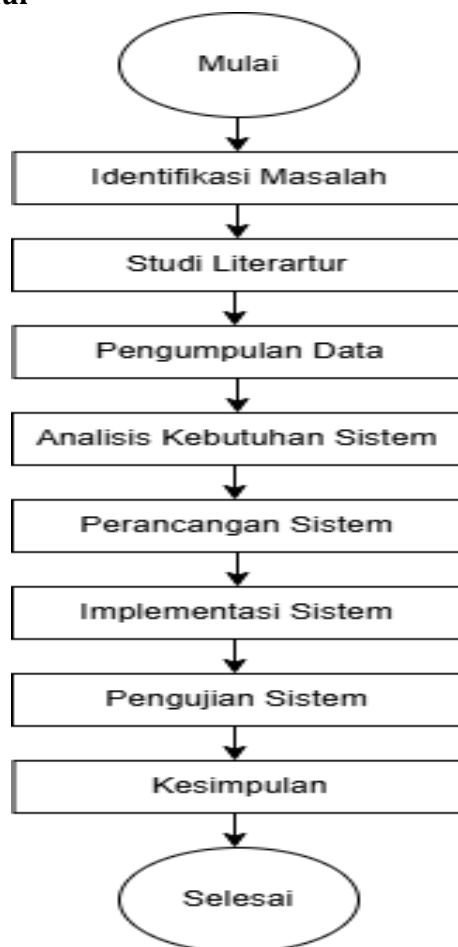 Mulai
Identifikasi Masalah
Studi Literartur
Pengumpulan Data
Analisis Kebutuhan Sistem
Perancangan Sistem
Implementasi Sistem
Pengujian Sistem
Kesimpulan
Selesai